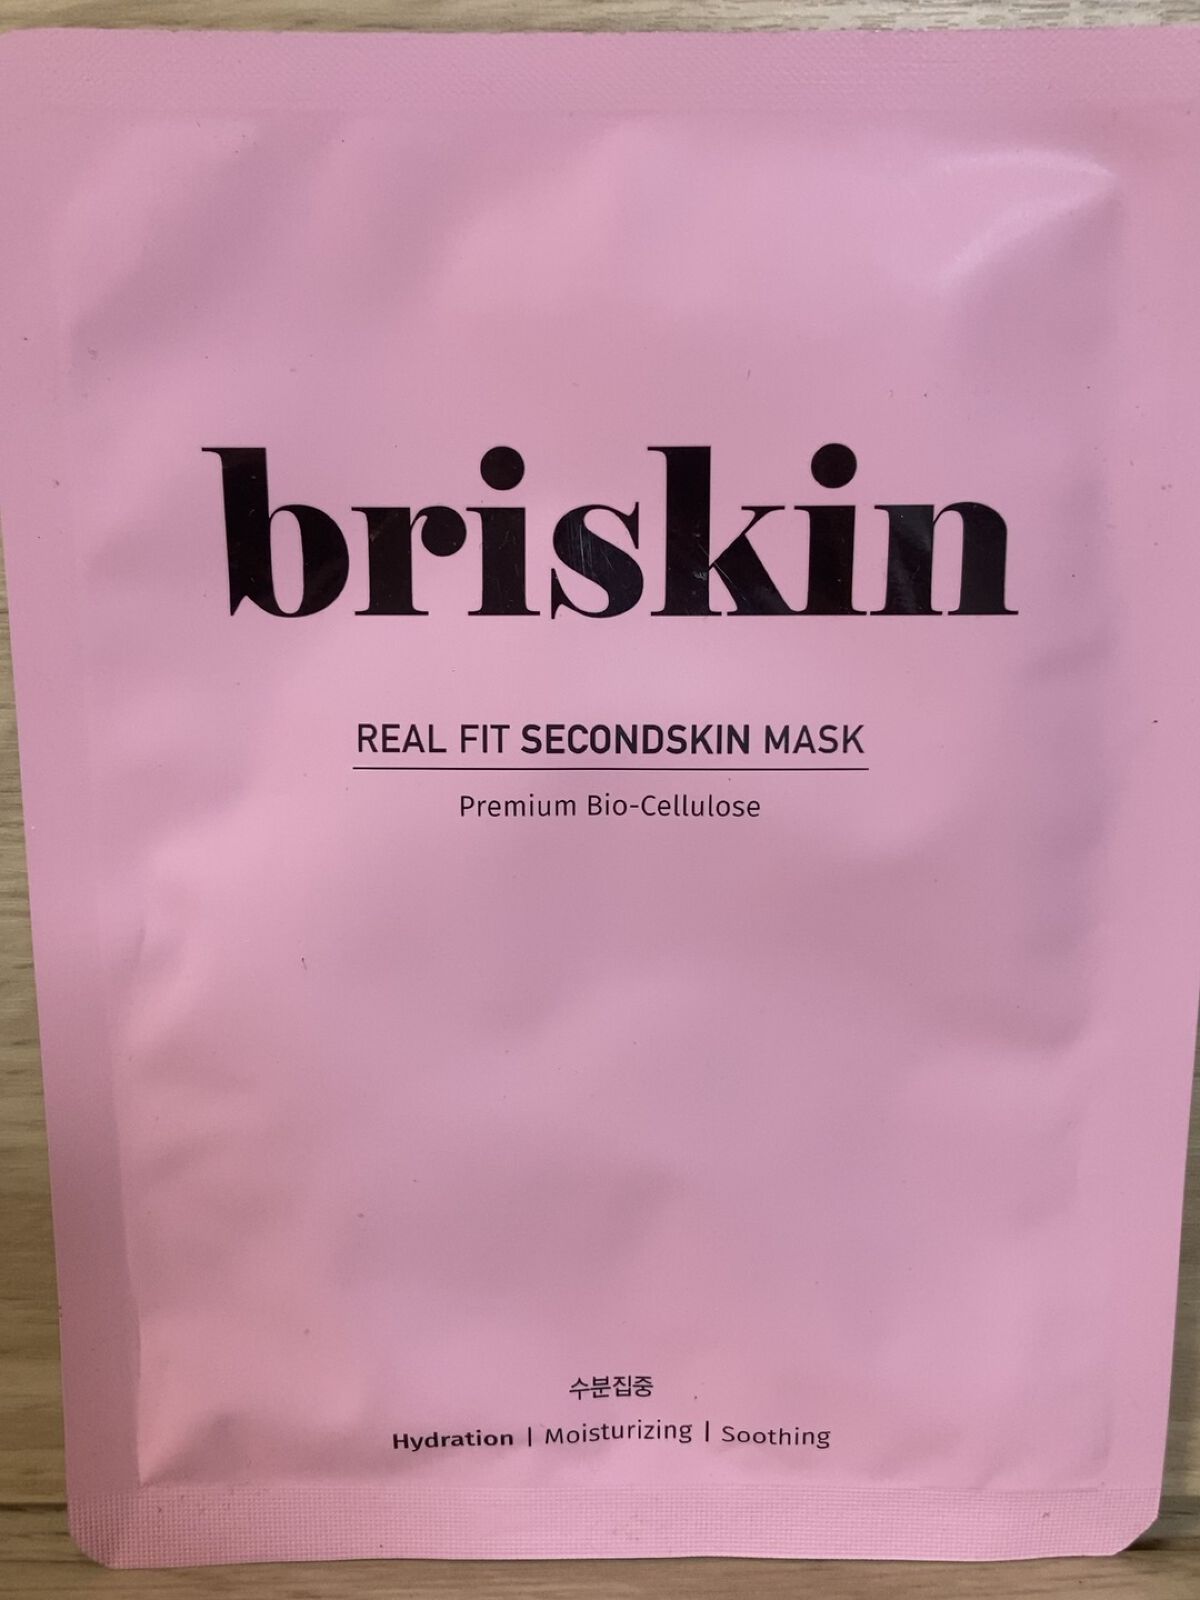 briskin
REAL FIT SECONDSKIN MASK
Premium Bio-Cellulose
수분집중
Hydration | Moisturizing | Soothing